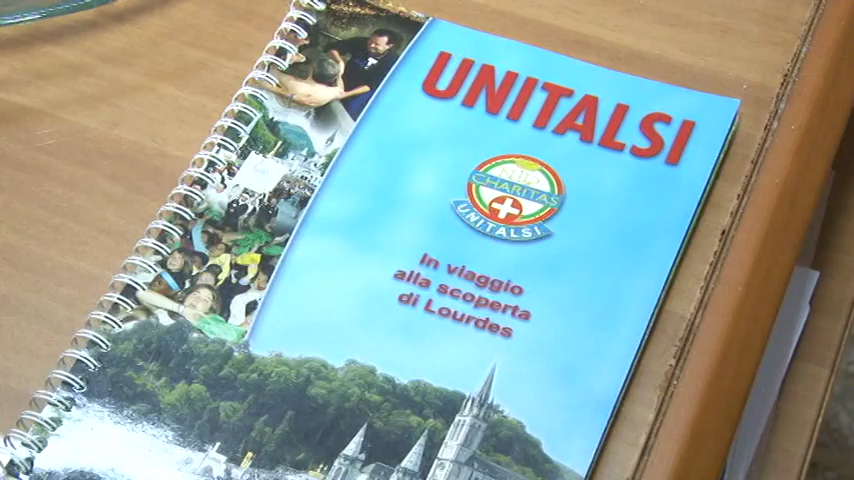 UNITALSI
CHARITAS
UNITALSI
In viaggio
alla scoperta
di Lourdes